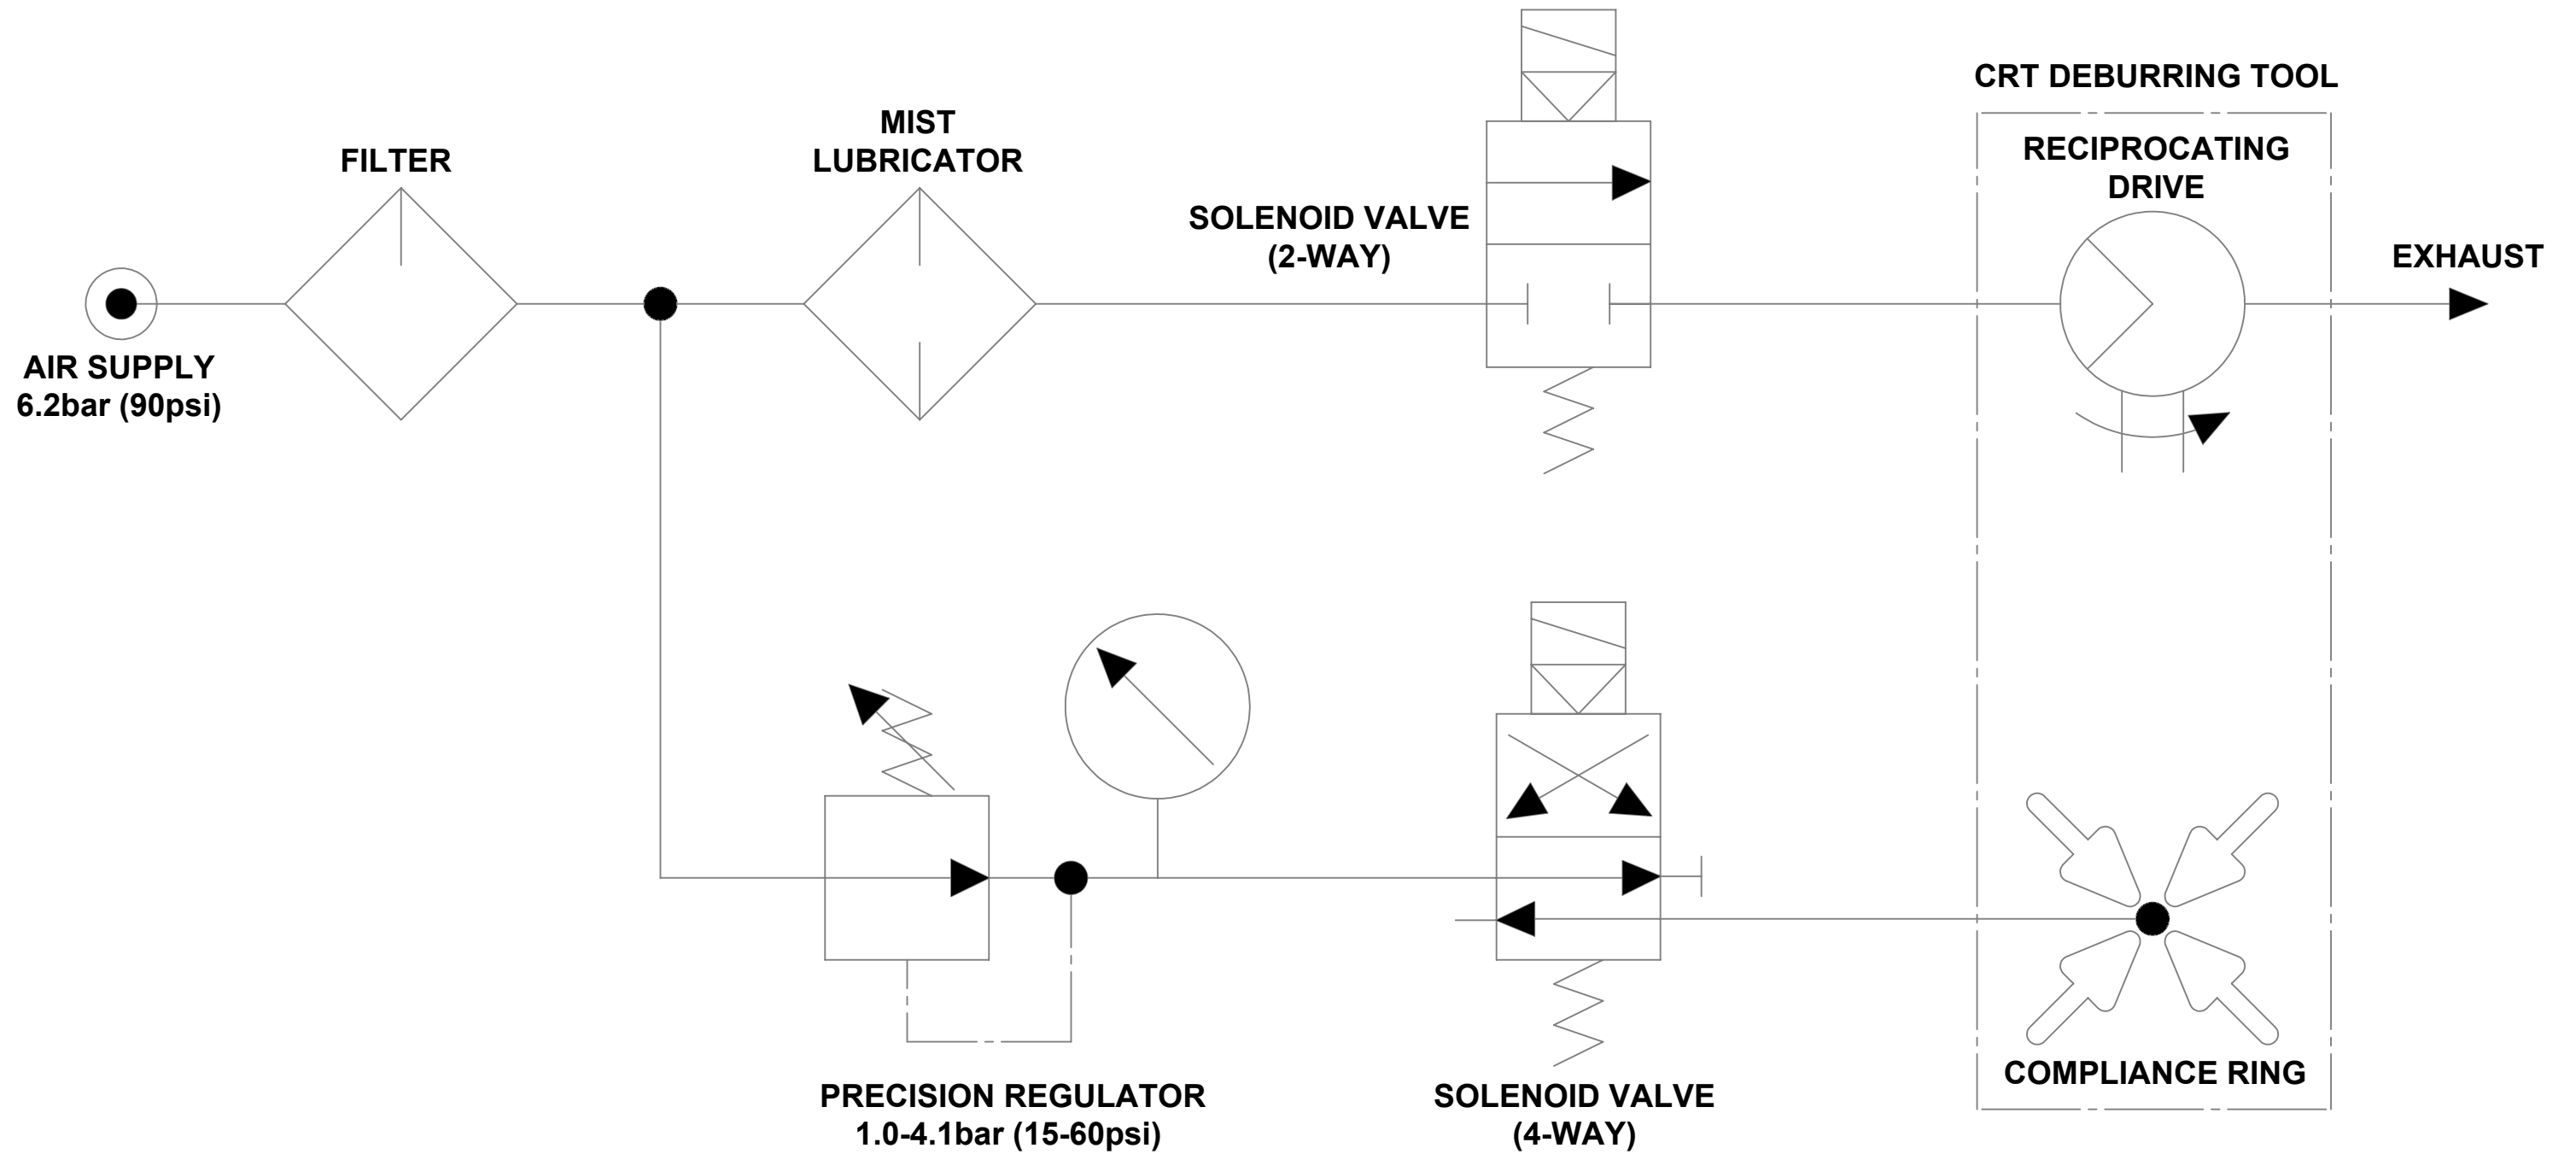 CRT DEBURRING TOOL
MIST
LUBRICATOR
FILTER
RECIPROCATING
DRIVE
SOLENOID VALVE
(2-WAY)
EXHAUST
AIR SUPPLY
6.2bar (90psi)
COMPLIANCE RING
PRECISION REGULATOR
1.0-4.1bar (15-60psi)
SOLENOID VALVE
(4-WAY)